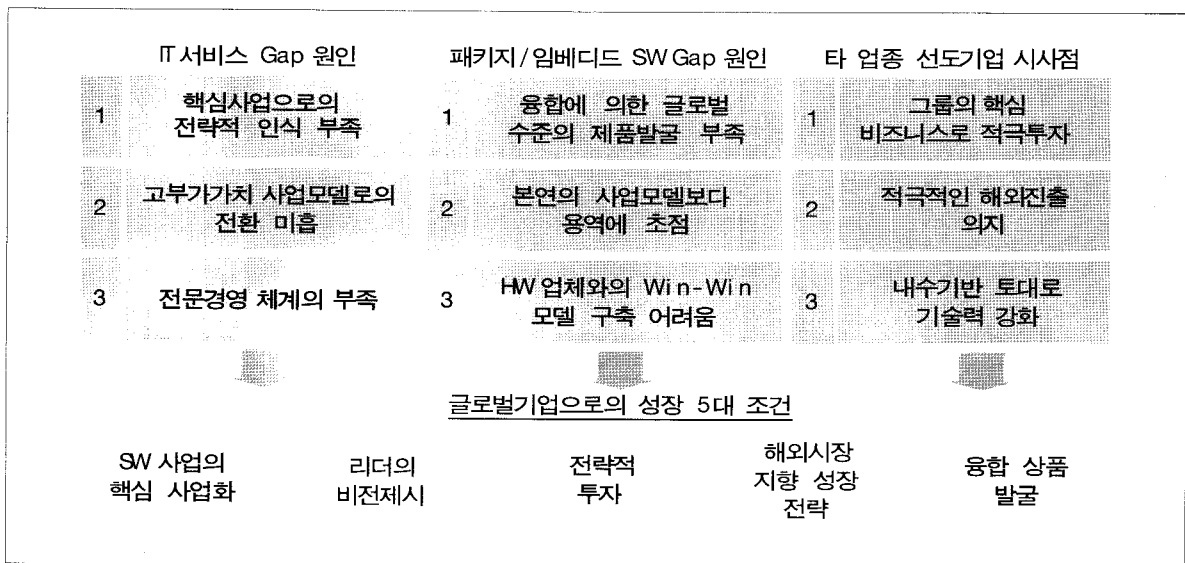 IT 서비스 Gap 원인
1
핵심사업으로의
전략적 인식 부족
2
고부가가치 사업모델로의
전환 미흡
3
전문경영 체계의 부족
패키지/임베디드 SW Gap 원인
1
융합에 의한 글로벌
수준의 제품발굴 부족
2
본연의 사업모델보다
용역에 초점
3
HW 업체와의 Win-Win
모델 구축 어려움
타 업종 선도기업 시사점
1
그룹의 핵심
비즈니스로 적극투자
2
적극적인 해외진출
의지
3
내수기반 토대로
기술력 강화
글로벌기업으로의 성장 5대 조건
SW 사업의
핵심 사업화
리더의
비전제시
전략적
투자
해외시장
지향 성장
전략
융합 상품
발굴